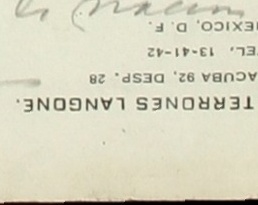 TERRONES LANGONE.
ACUBA 92, DESP. 28
EL. 13-41-42
EXICO, D. F.